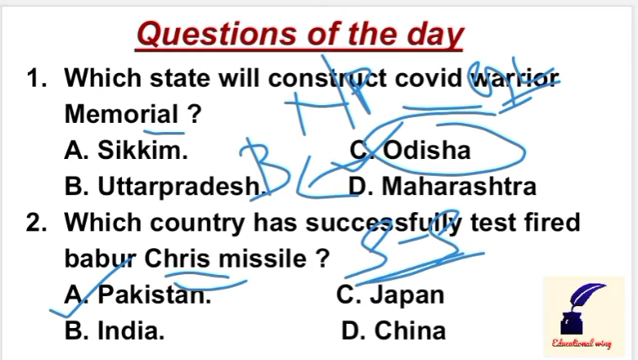 Questions of the day
1. Which state will construct covid warrior
Memorial ?
A. Sikkim. C. Odisha
B. Uttarpradesh. D. Maharashtra
2. Which country has successfully test fired
babur Chris missile ?
A. Pakistan. C. Japan
B. India. D. China
HP
B
S-S
Educational wing